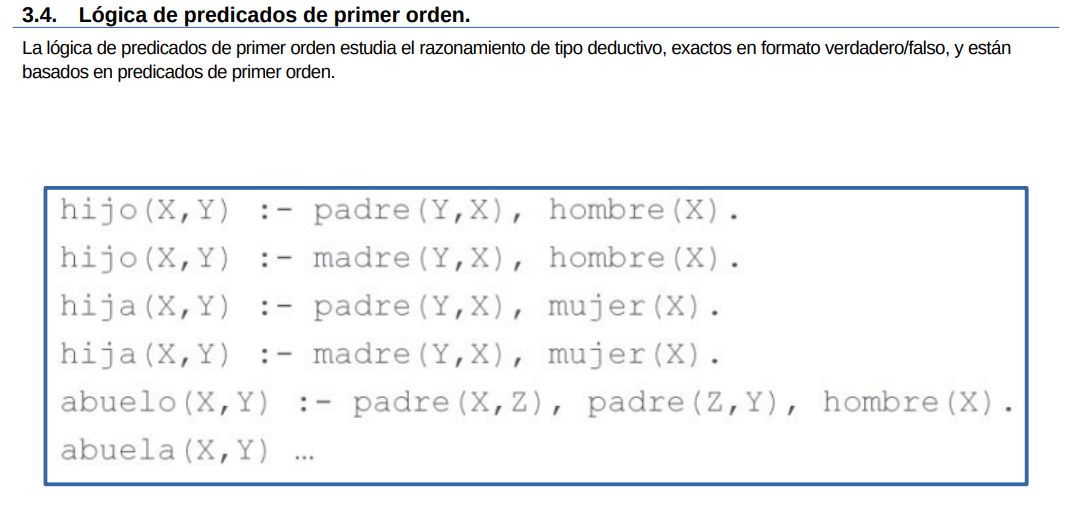 3.4. Lógica de predicados de primer orden.
La lógica de predicados de primer orden estudia el razonamiento de tipo deductivo, exactos en formato verdadero/falso, y están
basados en predicados de primer orden.
hijo(X,Y) :- padre(Y,X), hombre(X).
hijo(X,Y) :- madre(Y,X), hombre(X).
hija(X,Y) :- padre(Y,X), mujer(X).
hija(X,Y) :- madre(Y,X), mujer(X).
abuelo(X,Y) :- padre(X,Z), padre(Z,Y), hombre(X).
abuela(X,Y) …